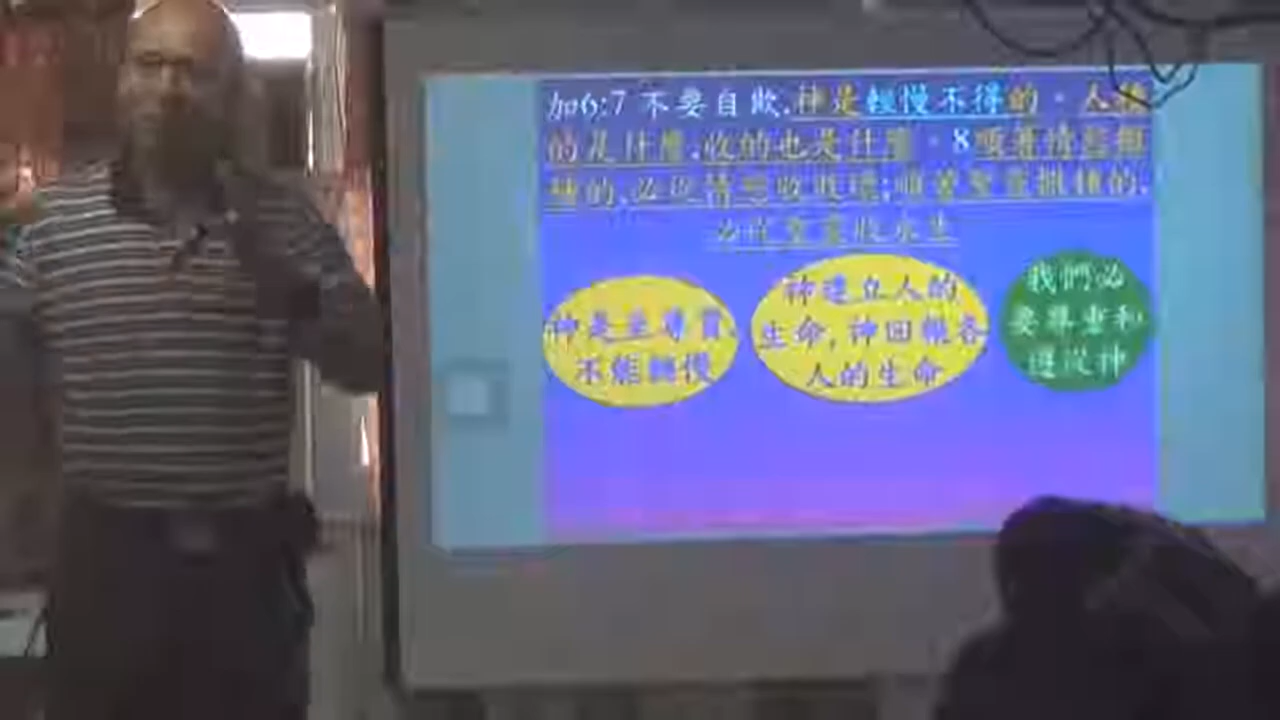 加6:7 不要自欺,神是輕慢不得的。人種
的是什麼,收的也是什麼。8順著情慾撒
種的,必從情慾收敗壞;順著聖靈撒種的,
必從聖靈收永生
神是至尊貴,
不能輕慢
神建立人的
生命,神回報各
人的生命
我們必
要尊重和
遵從神